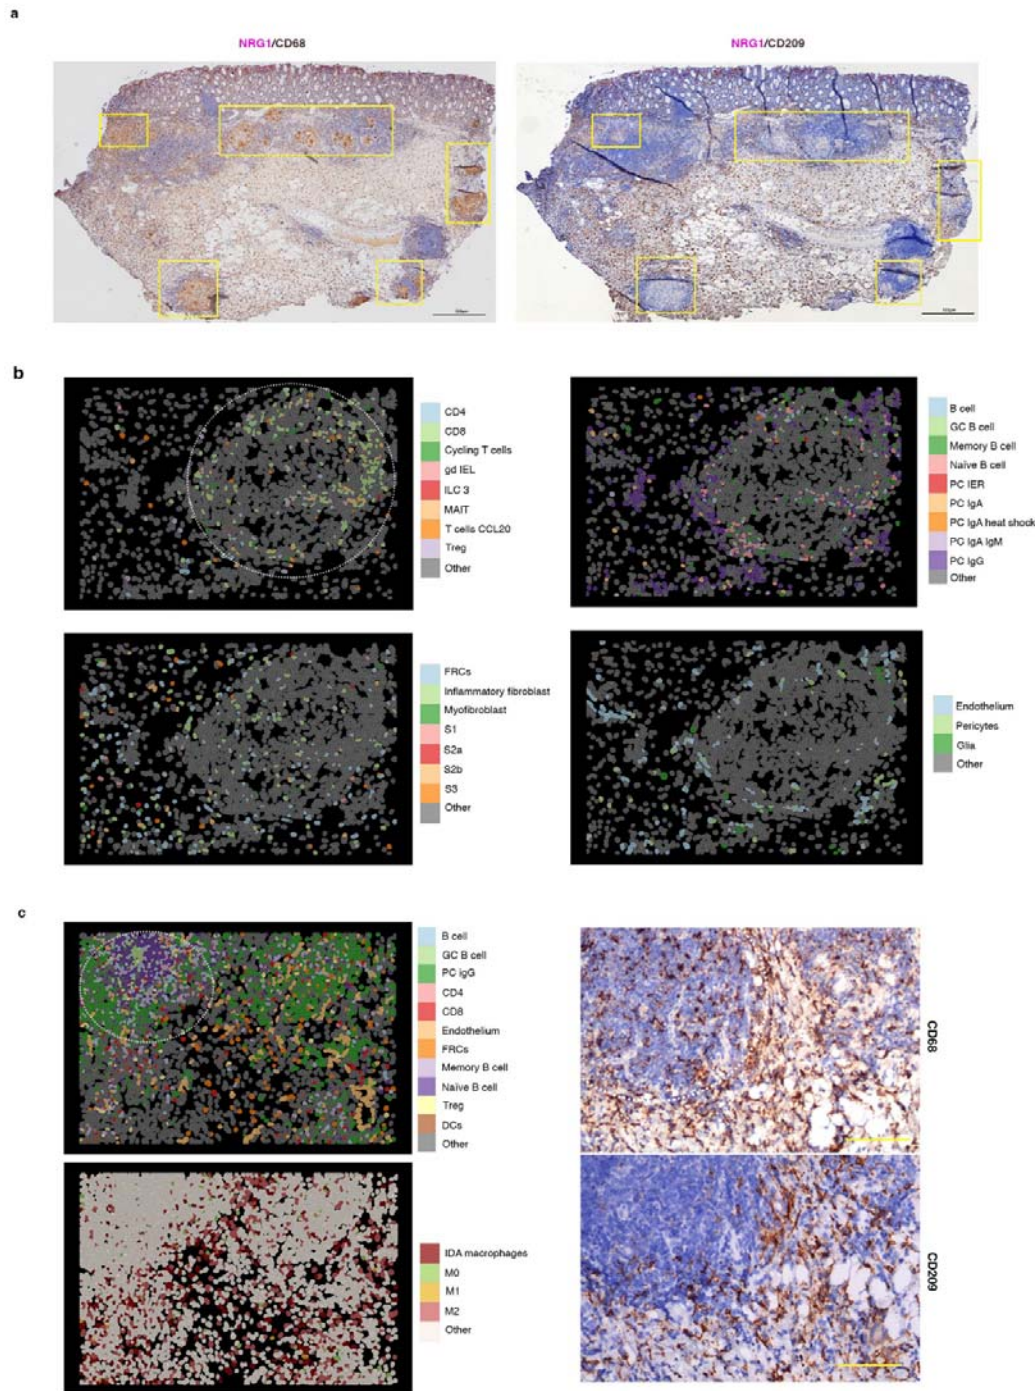 a
NRG1/CD68
NRG1/CD209
b
CD4
CD8
Cycling T cells
gd IEL
ILC 3
MAIT
T cells CCL20
Treg
Other
B cell
GC B cell
Memory B cell
Naïve B cell
PC IER
PC IgA
PC IgA heat shock
PC IgA IgM
PC IgG
Other
FRCs
Inflammatory fibroblast
Myofibroblast
S1
S2a
S2b
S3
Other
Endothelium
Pericytes
Glia
Other
c
B cell
GC B cell
PC igG
CD4
CD8
Endothelium
FRCs
Memory B cell
Naïve B cell
Treg
DCs
Other
CD68
IDA macrophages
M0
M1
M2
Other
CD209